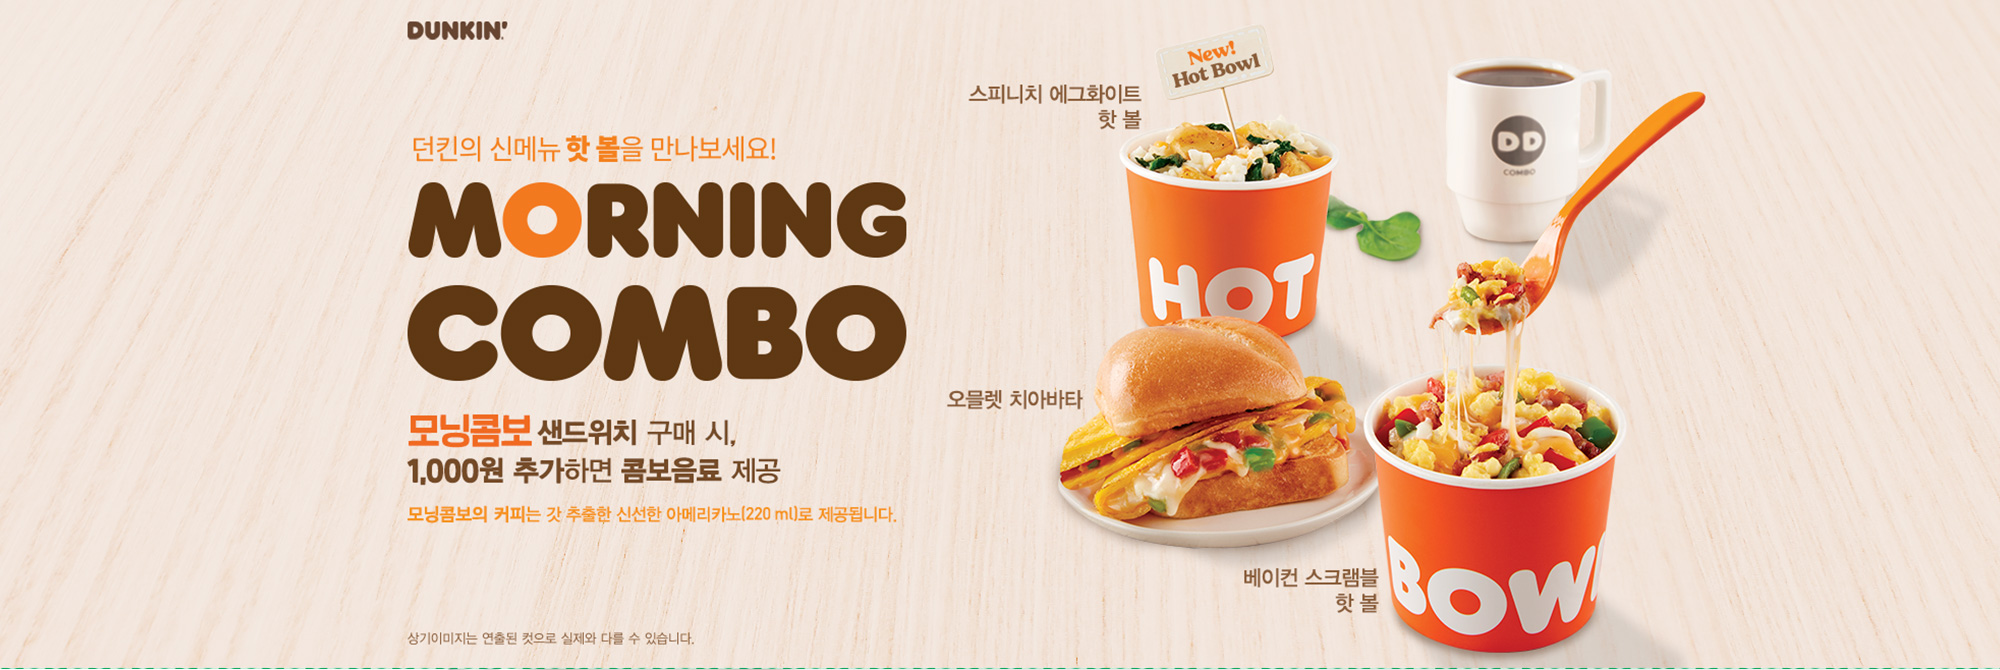 DUNKIN'
던킨의 신메뉴 핫 볼을 만나보세요!
MORNING
COMBO
모닝콤보 샌드위치 구매 시,
1,000원 추가하면 콤보음료 제공
모닝콤보의 커피는 갓 추출한 신선한 아메리카노(220 ml)로 제공됩니다.
상기이미지는 연출된 컷으로 실제와 다를 수 있습니다.
New!
Hot Bowl
스피니치 에그화이트
핫 볼
HOT
DD
COMBO
오믈렛 치아바타
베이컨 스크램블
핫 볼
BOWL